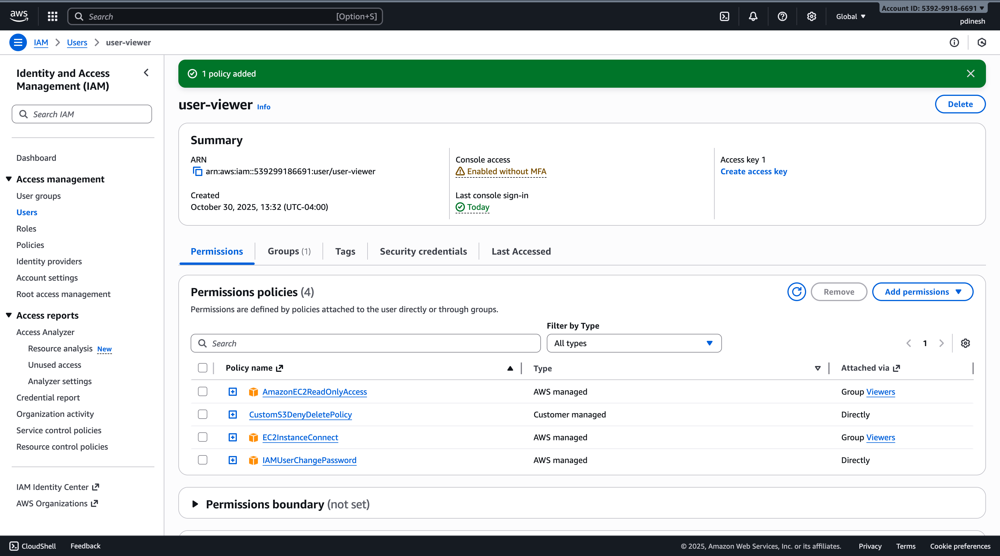 aws
Search
[Option+S]
Global
Account ID: 5392-9918-6691
pdinesh
IAM
Users
user-viewer
Identity and Access
Management (IAM)
Search IAM
Dashboard
Access management
User groups
Users
Roles
Policies
Identity providers
Account settings
Root access management
Access reports
Access Analyzer
Resource analysis New
Unused access
Analyzer settings
Credential report
Organization activity
Service control policies
Resource control policies
IAM Identity Center
AWS Organizations
1 policy added
user-viewer Info
Delete
Summary
ARN
arn:aws:iam::539299186691:user/user-viewer
Created
October 30, 2025, 13:32 (UTC-04:00)
Console access
Enabled without MFA
Last console sign-in
Today
Access key 1
Create access key
Permissions
Groups (1)
Tags
Security credentials
Last Accessed
Permissions policies (4)
Remove
Add permissions
Permissions are defined by policies attached to the user directly or through groups.
Filter by Type
Search
All types
1
Policy name
Type
Attached via
AmazonEC2ReadOnlyAccess
AWS managed
Group Viewers
CustomS3DenyDeletePolicy
Customer managed
Directly
EC2InstanceConnect
AWS managed
Group Viewers
IAMUserChangePassword
AWS managed
Directly
Permissions boundary (not set)
CloudShell
Feedback
© 2025, Amazon Web Services, Inc. or its affiliates.
Privacy
Terms
Cookie preferences